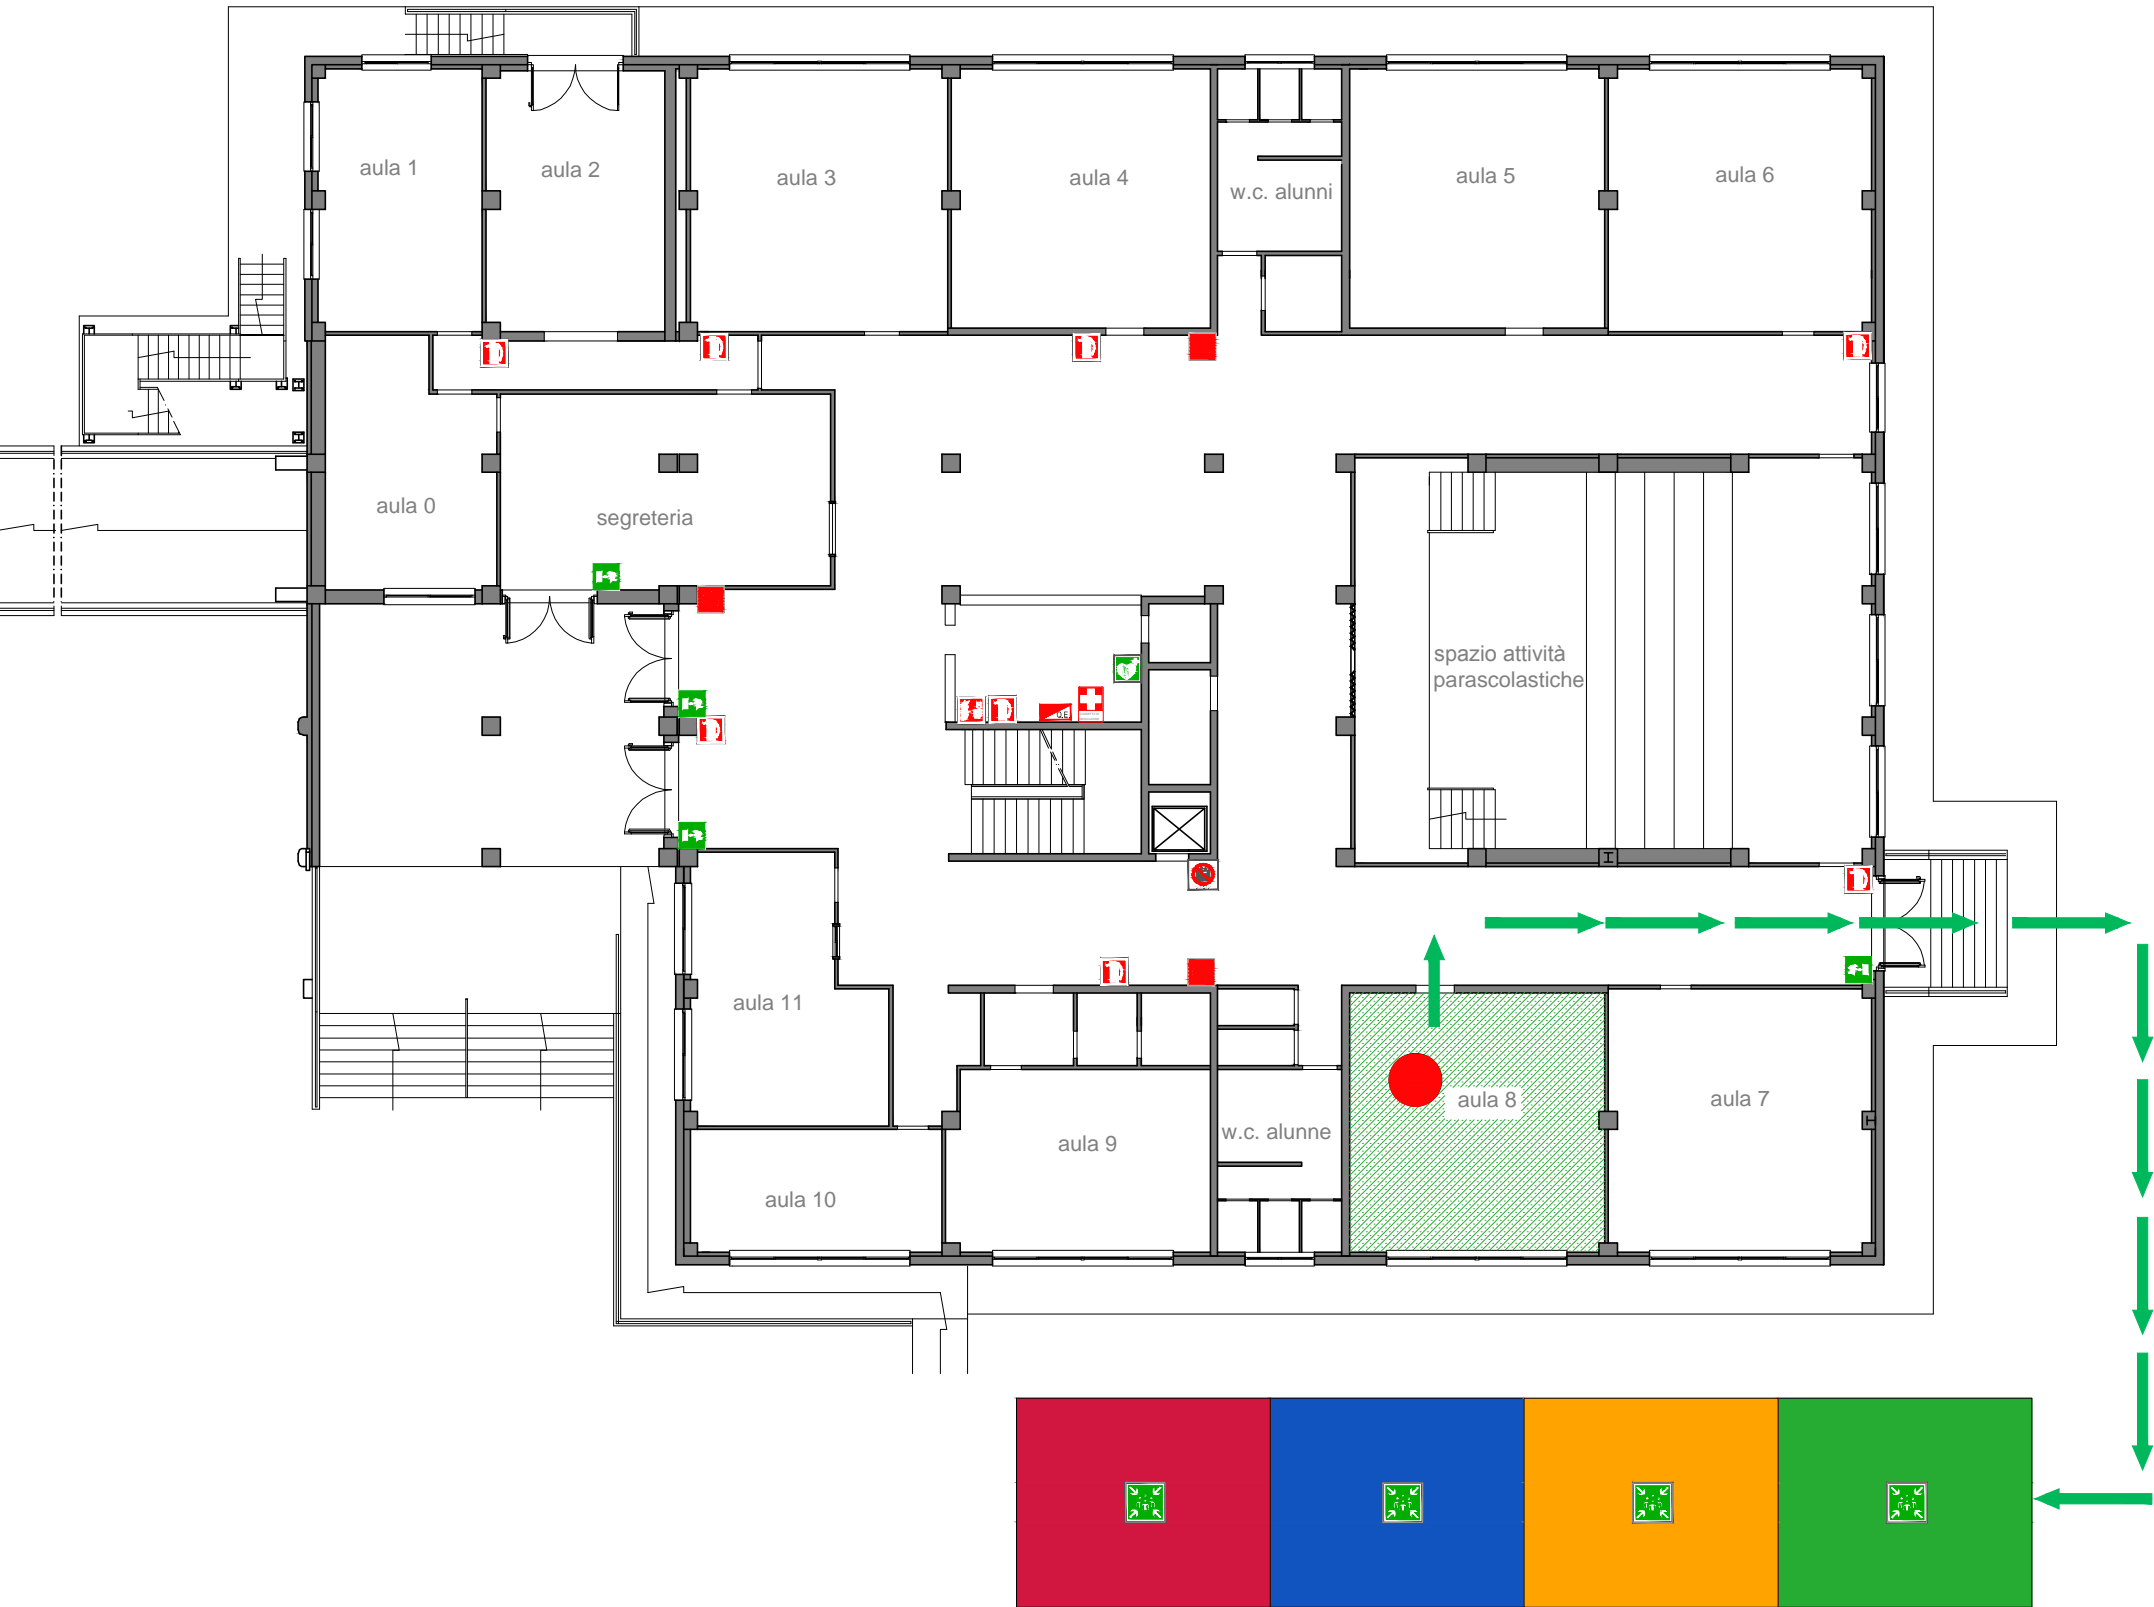 aula 1
aula 2
aula 3
aula 4
w.c. alunni
aula 5
aula 6
aula 0
segreteria
spazio attività
parascolastiche
Q.E.
aula 11
aula 10
aula 9
w.c. alunne
aula 8
aula 7